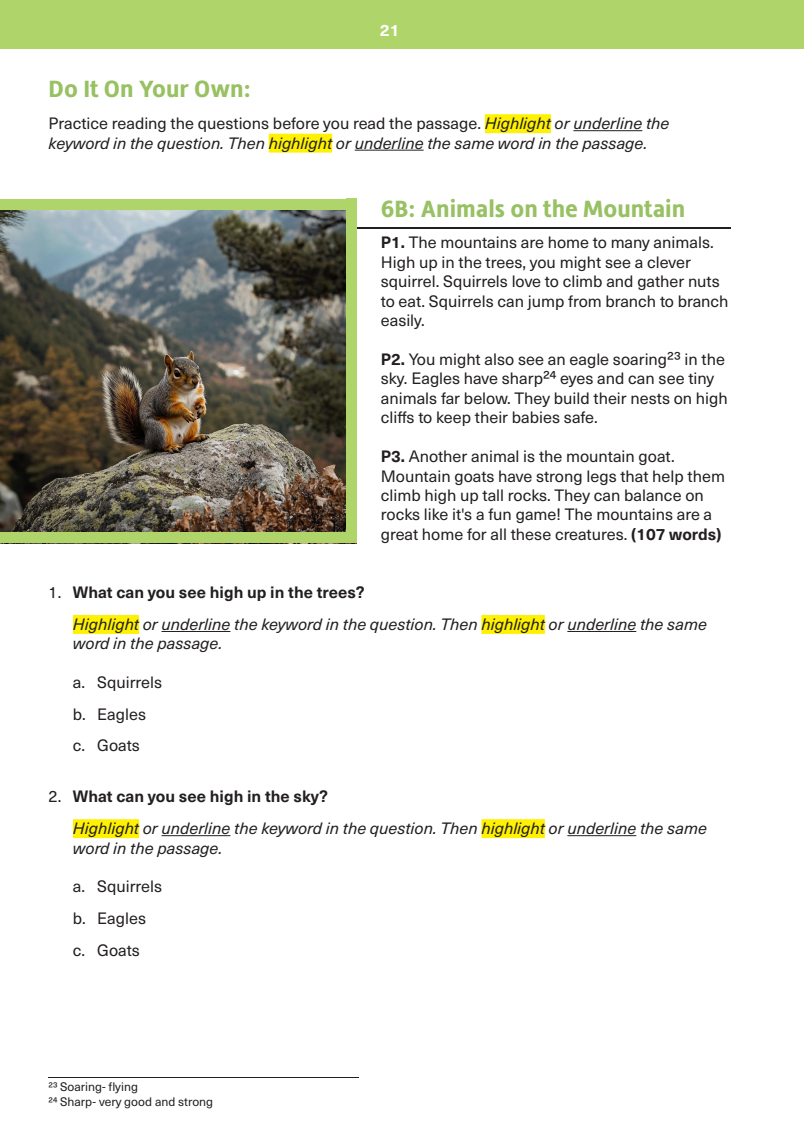 21
Do It On Your Own:
Practice reading the questions before you read the passage. Highlight or underline the
keyword in the question. Then highlight or underline the same word in the passage.
6B: Animals on the Mountain
P1. The mountains are home to many animals.
High up in the trees, you might see a clever
squirrel. Squirrels love to climb and gather nuts
to eat. Squirrels can jump from branch to branch
easily.
P2. You might also see an eagle soaring²³ in the
sky. Eagles have sharp²⁴ eyes and can see tiny
animals far below. They build their nests on high
cliffs to keep their babies safe.
P3. Another animal is the mountain goat.
Mountain goats have strong legs that help them
climb high up tall rocks. They can balance on
rocks like it's a fun game! The mountains are a
great home for all these creatures. (107 words)
1. What can you see high up in the trees?
Highlight or underline the keyword in the question. Then highlight or underline the same
word in the passage.
a. Squirrels
b. Eagles
c. Goats
2. What can you see high in the sky?
Highlight or underline the keyword in the question. Then highlight or underline the same
word in the passage.
a. Squirrels
b. Eagles
c. Goats
²³ Soaring- flying
²⁴ Sharp- very good and strong